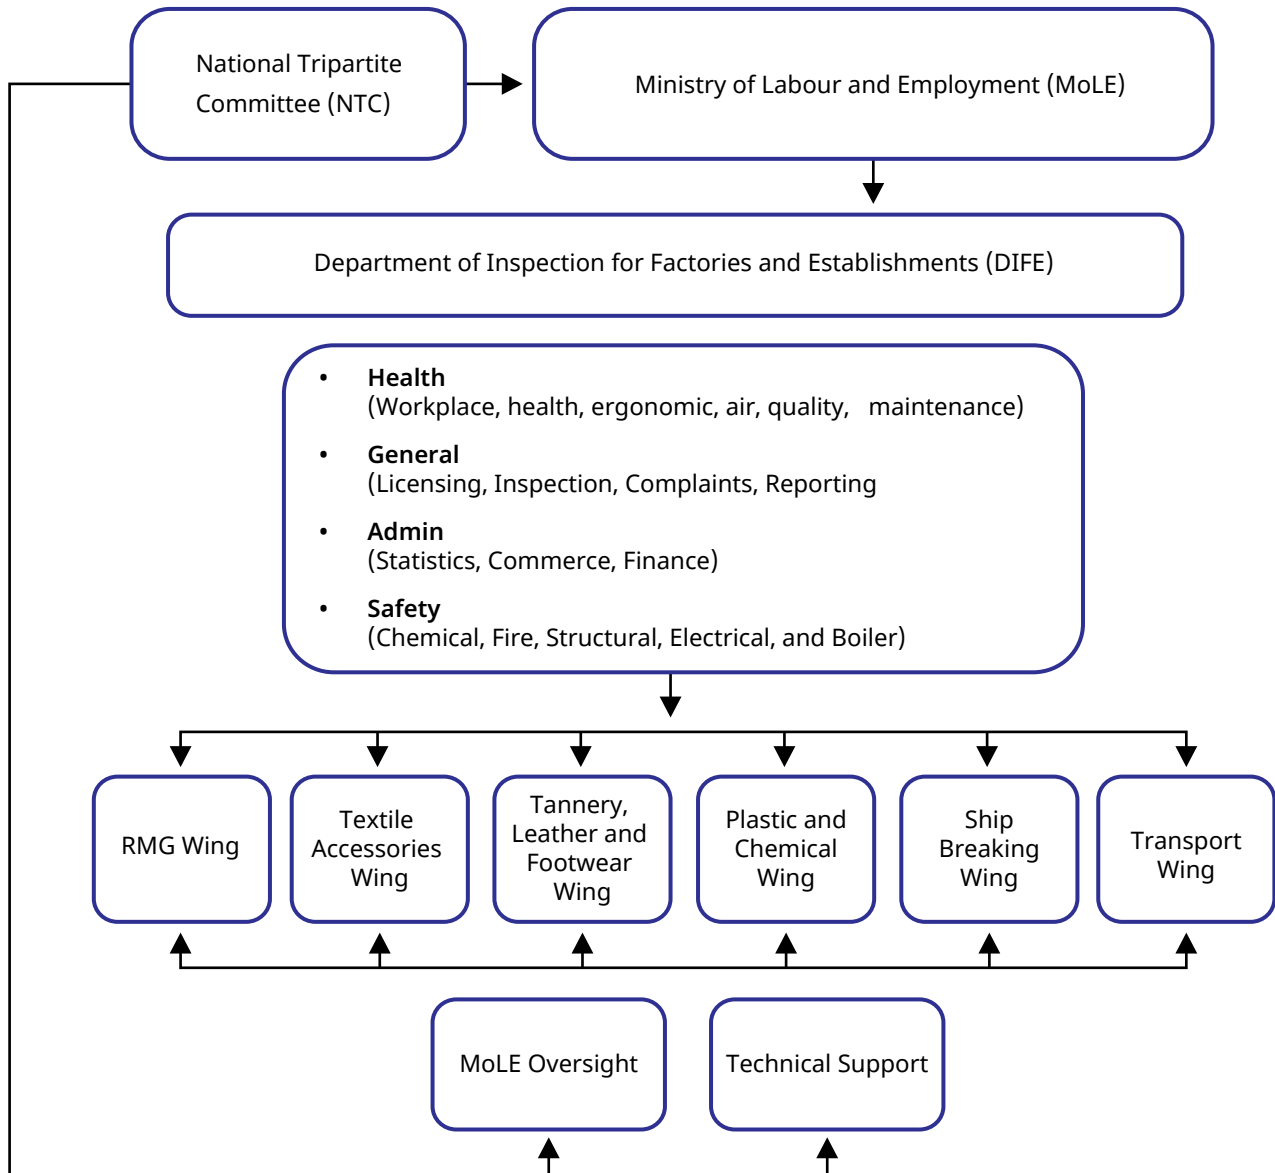 National Tripartite
Committee (NTC)
Ministry of Labour and Employment (MoLE)
Department of Inspection for Factories and Establishments (DIFE)
• Health
(Workplace, health, ergonomic, air, quality, maintenance)
• General
(Licensing, Inspection, Complaints, Reporting
• Admin
(Statistics, Commerce, Finance)
• Safety
(Chemical, Fire, Structural, Electrical, and Boiler)
RMG Wing
Textile
Accessories
Wing
Tannery,
Leather and
Footwear
Wing
Plastic and
Chemical
Wing
Ship
Breaking
Wing
Transport
Wing
MoLE Oversight
Technical Support